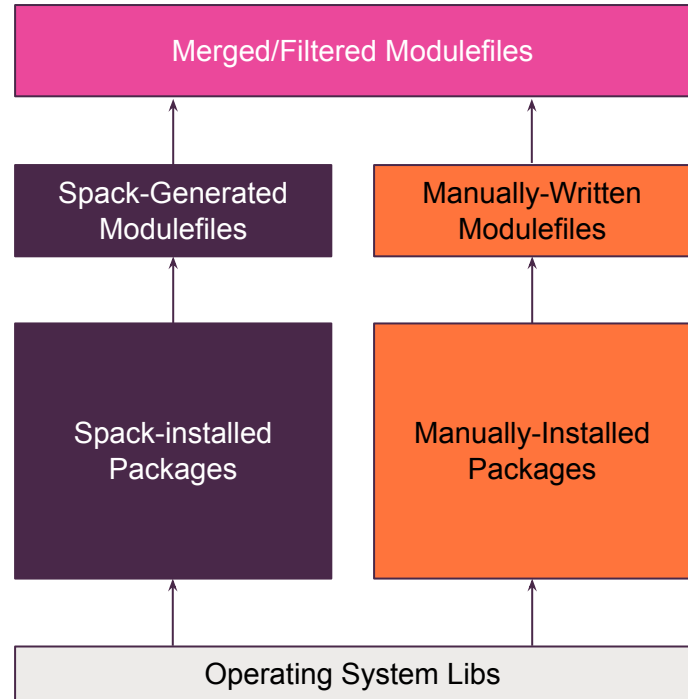 Merged/Filtered Modulefiles
Spack-Generated
Modulefiles
Manually-Written
Modulefiles
Spack-installed
Packages
Manually-Installed
Packages
Operating System Libs